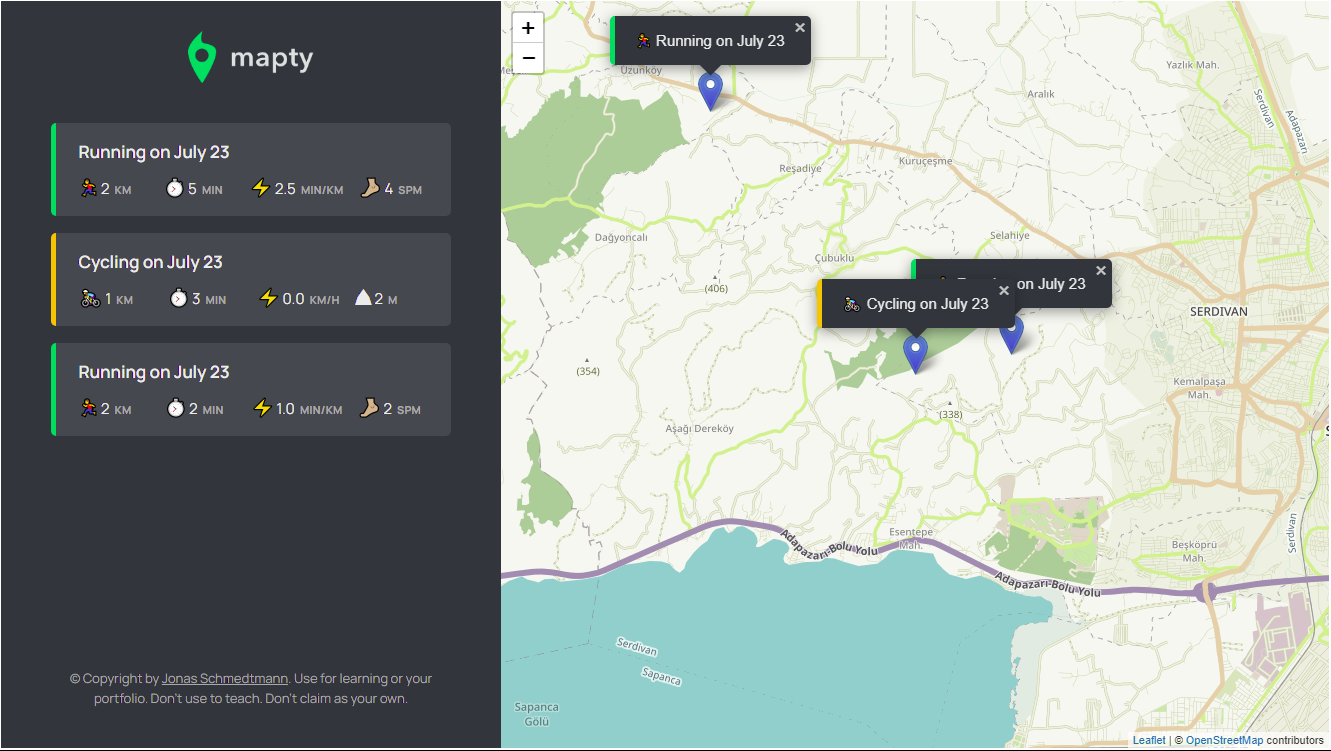 mapty
Running on July 23
2 KM 5 MIN 2.5 MIN/KM 4 SPM
Cycling on July 23
1 KM 3 MIN 0.0 KM/H 2 M
Running on July 23
2 KM 2 MIN 1.0 MIN/KM 2 SPM
© Copyright by Jonas Schmedtmann. Use for learning or your
portfolio. Don't use to teach. Don't claim as your own.
+
−
Running on July 23
×
Uzunköy
Yazlık Mah.
Aralık
Serdivan
Adapazarı
Reşadiye
Kuruçeşme
Dağyoncalı
Selahiye
Çubuklu
(406)
on July 23
×
Cycling on July 23
×
SERDIVAN
(354)
Kemalpaşa
Mah.
(338)
Aşağı Dereköy
Esentepe
Mah.
Adapazarı-Bolu Yolu
Adapazarı-Bolu Yolu
Beşköprü
Mah.
Serdivan
Serdivan
Sapanca
Sapanca
Gölü
Leaflet | © OpenStreetMap contributors